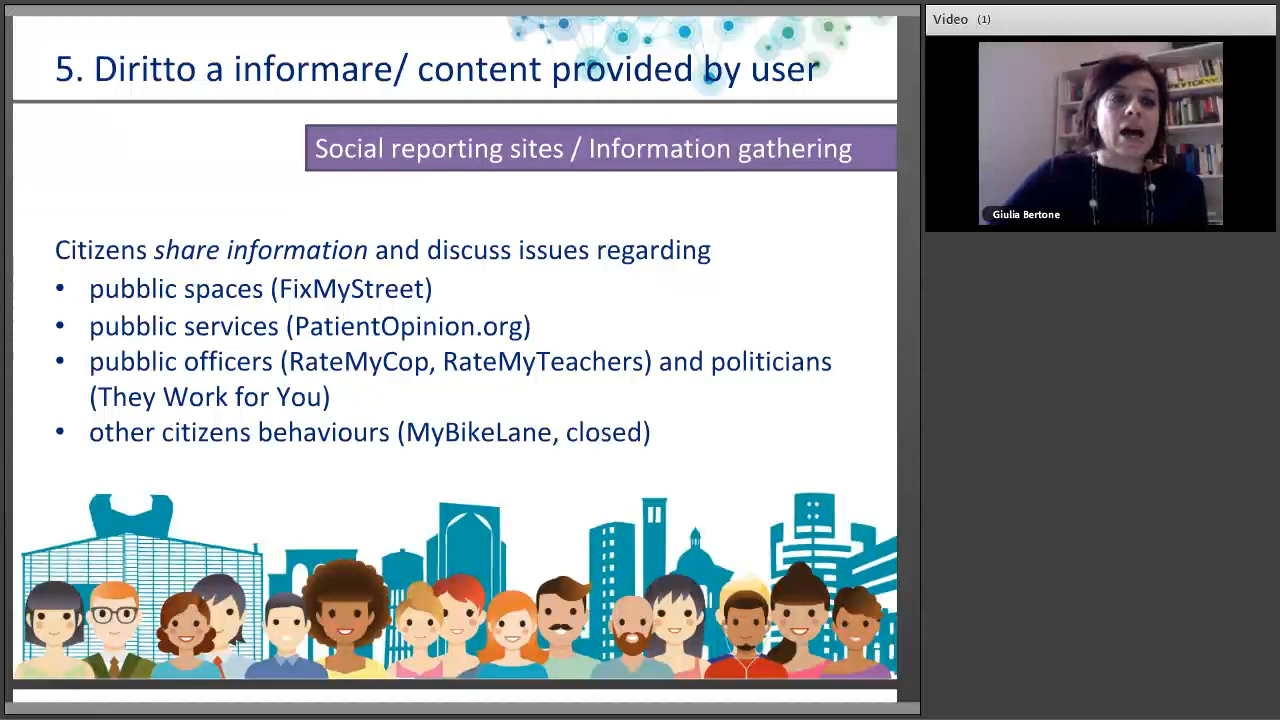 5. Diritto a informare/ content provided by user
Social reporting sites / Information gathering
Citizens share information and discuss issues regarding
• pubblic spaces (FixMyStreet)
• pubblic services (PatientOpinion.org)
• pubblic officers (RateMyCop, RateMyTeachers) and politicians
(They Work for You)
• other citizens behaviours (MyBikeLane, closed)
Video (1)
Giulia Bertone